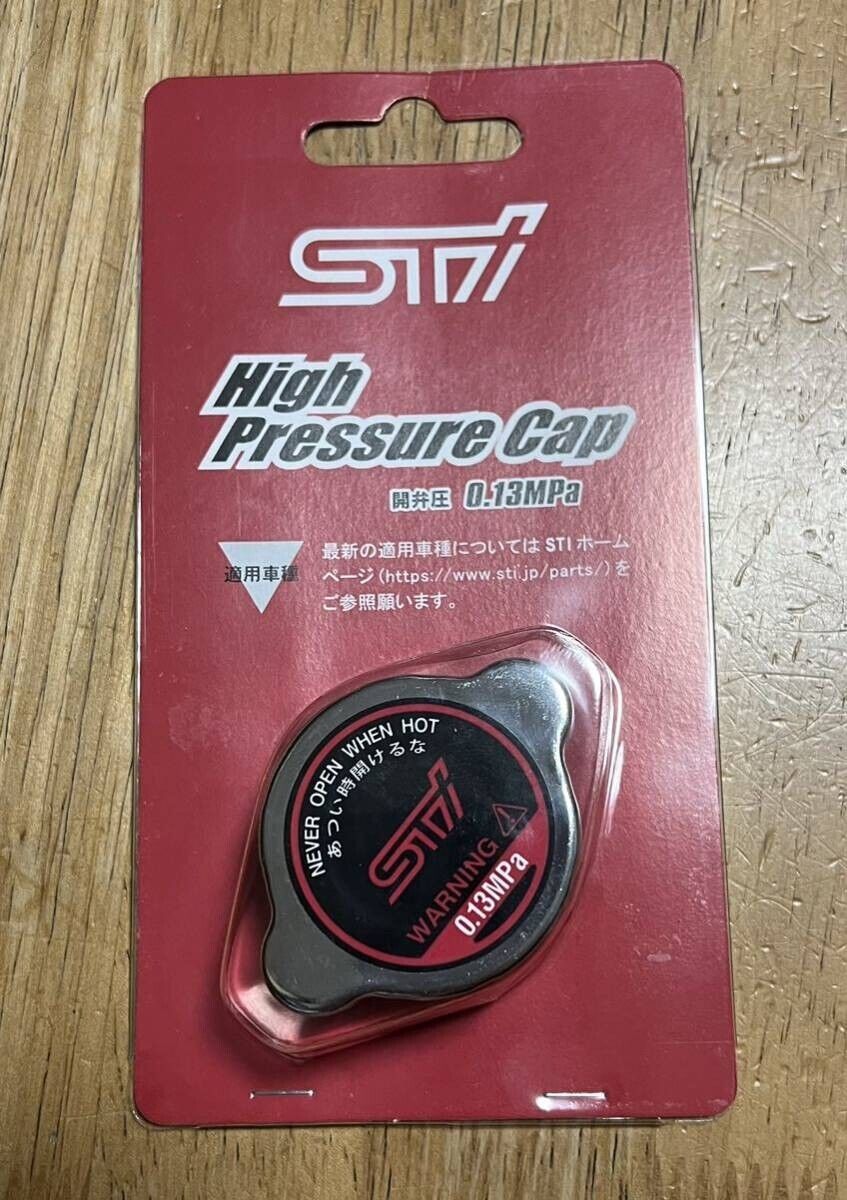 STI
High
Pressure Cap
開弁圧 0.13MPa
適用車種
最新の適用車種についてはSTIホーム
ページ(https://www.sti.jp/parts/)を
ご参照願います。
NEVER OPEN WHEN HOT
あつい時開けるな
STI
WARNING
0.13MPa